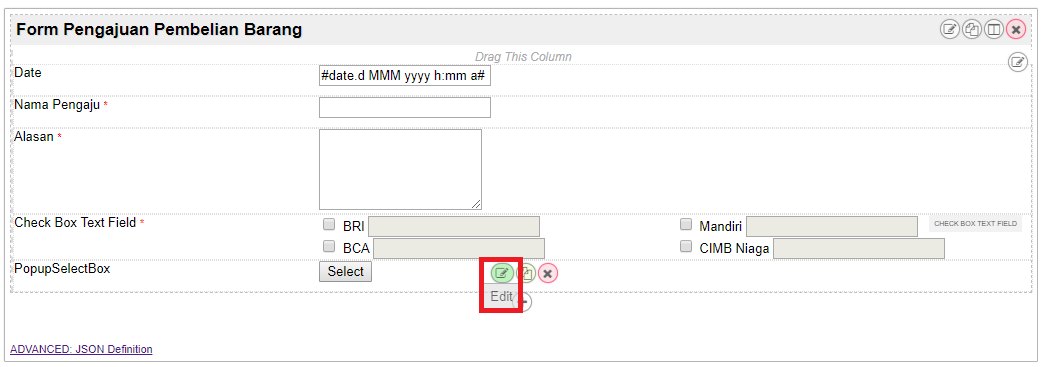 Form Pengajuan Pembelian Barang
Drag This Column
Date #date.d MMM yyyy h:mm a#
Nama Pengaju *
Alasan *
Check Box Text Field * BRI Mandiri CHECK BOX TEXT FIELD
BCA CIMB Niaga
PopupSelectBox Select
Edit
ADVANCED: JSON Definition